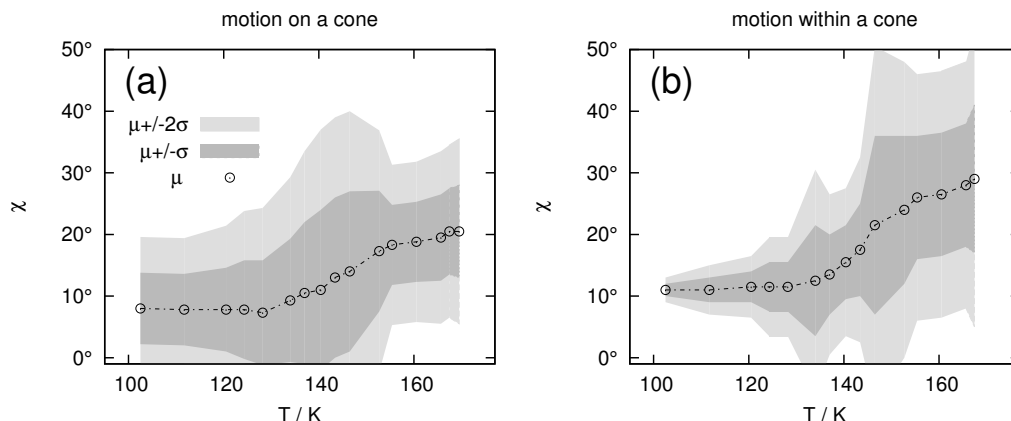 motion on a cone
(a)
50°
40°
30°
20°
10°
0°
χ
μ+/-2σ
μ+/-σ
μ
100
120
140
160
T / K
motion within a cone
(b)
50°
40°
30°
20°
10°
0°
χ
100
120
140
160
T / K